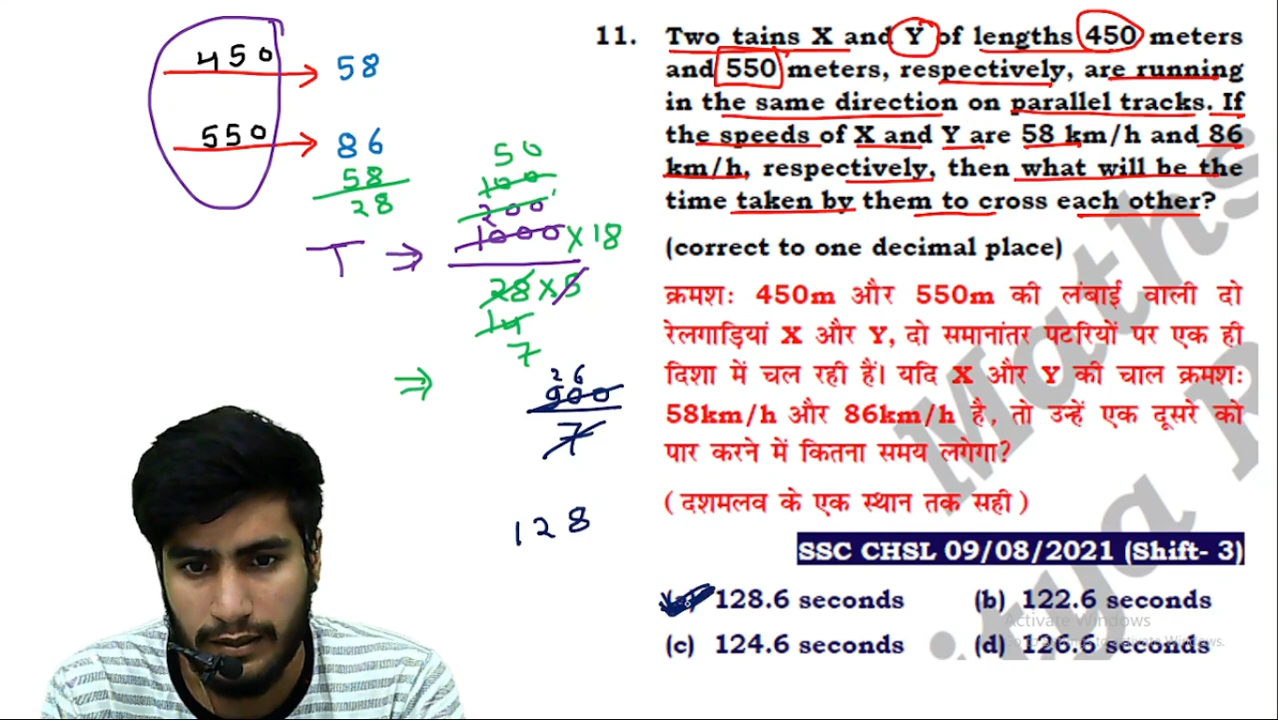 450 58
550 86
58
28
50
100
200
T ⇒ 1000 × 18
28 × 5
14
7
⇒ 26
900
7
128
11. Two tains X and Y of lengths 450 meters
and 550 meters, respectively, are running
in the same direction on parallel tracks. If
the speeds of X and Y are 58 km/h and 86
km/h, respectively, then what will be the
time taken by them to cross each other?
(correct to one decimal place)
क्रमश: 450m और 550m की लंबाई वाली दो
रेलगाड़ियां X और Y, दो समानांतर पटरियों पर एक ही
दिशा में चल रही हैं। यदि X और Y की चाल क्रमश:
58km/h और 86km/h है, तो उन्हें एक दूसरे को
पार करने में कितना समय लगेगा?
( दशमलव के एक स्थान तक सही )
SSC CHSL 09/08/2021 (Shift- 3)
128.6 seconds (b) 122.6 seconds
(c) 124.6 seconds (d) 126.6 seconds
Activate Windows
Maths